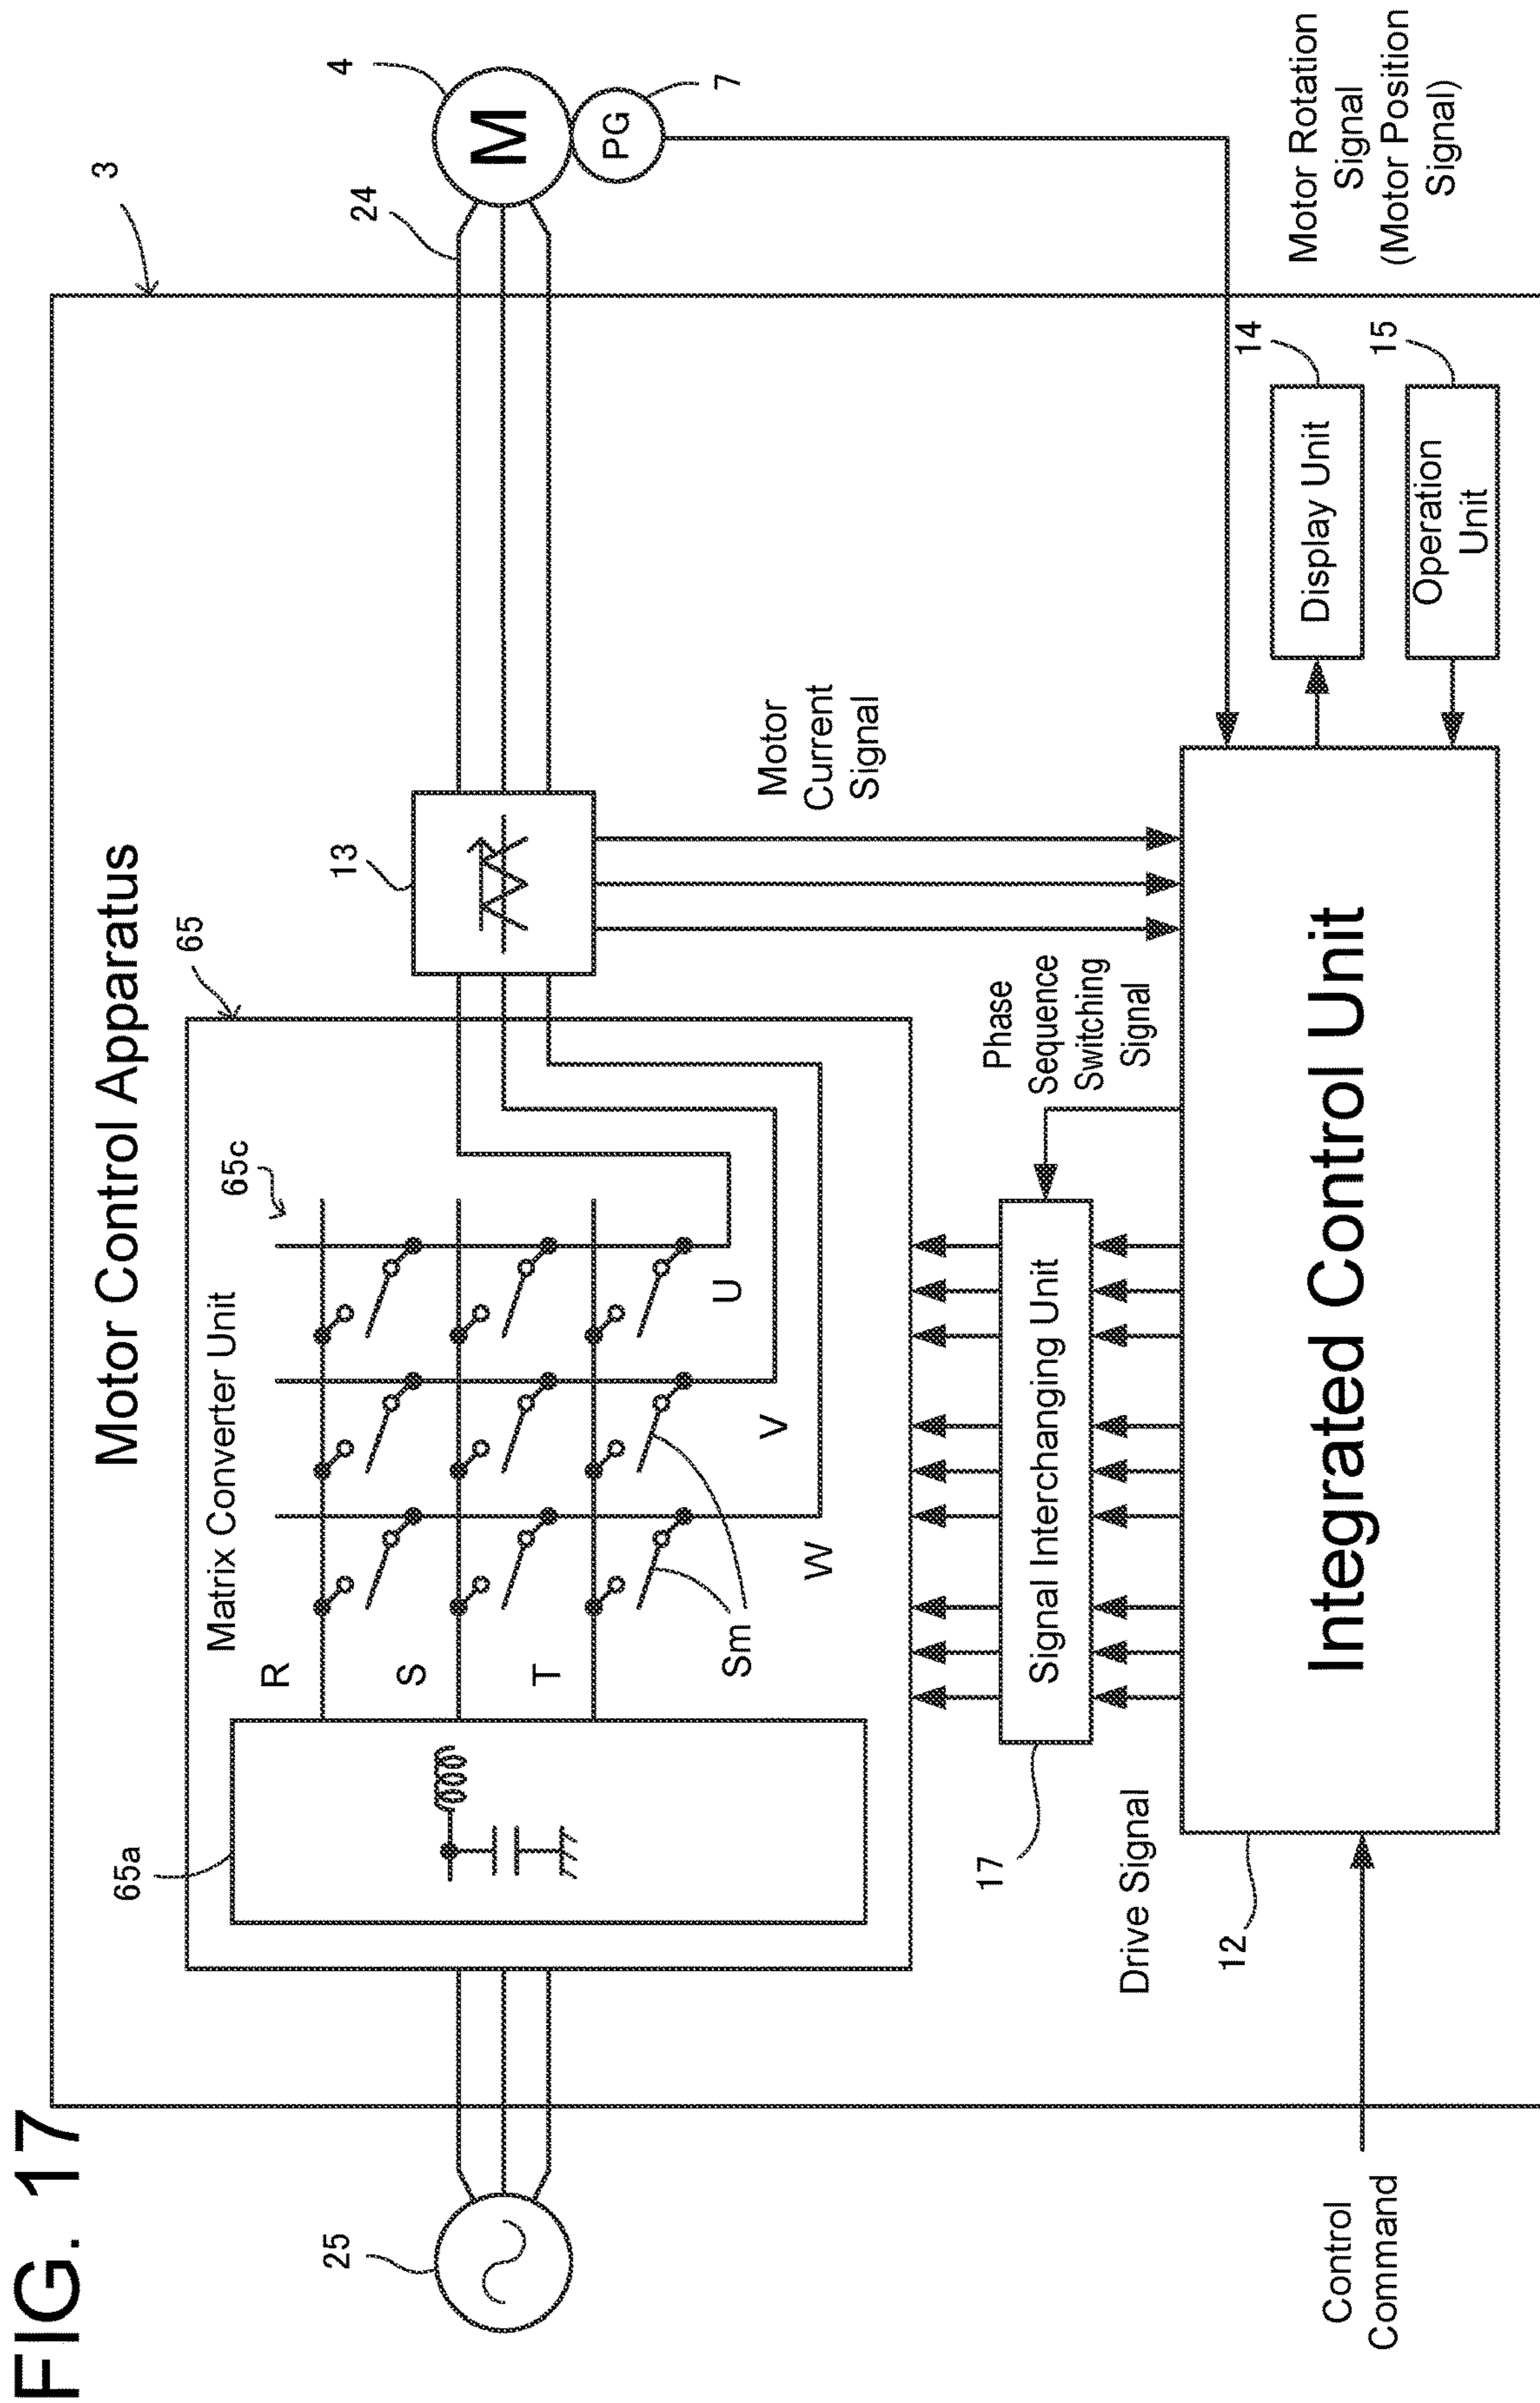 FIG. 17
Motor Control Apparatus
3
65
Matrix Converter Unit
65a
65c
R
S
T
U
V
W
Sm
13
24
4
M
PG
7
25
Motor
Current
Signal
Phase
Sequence
Switching
Signal
Signal Interchanging Unit
17
Drive Signal
12
Integrated Control Unit
Control
Command
14
Display Unit
15
Operation
Unit
Motor Rotation
Signal
(Motor Position
Signal)